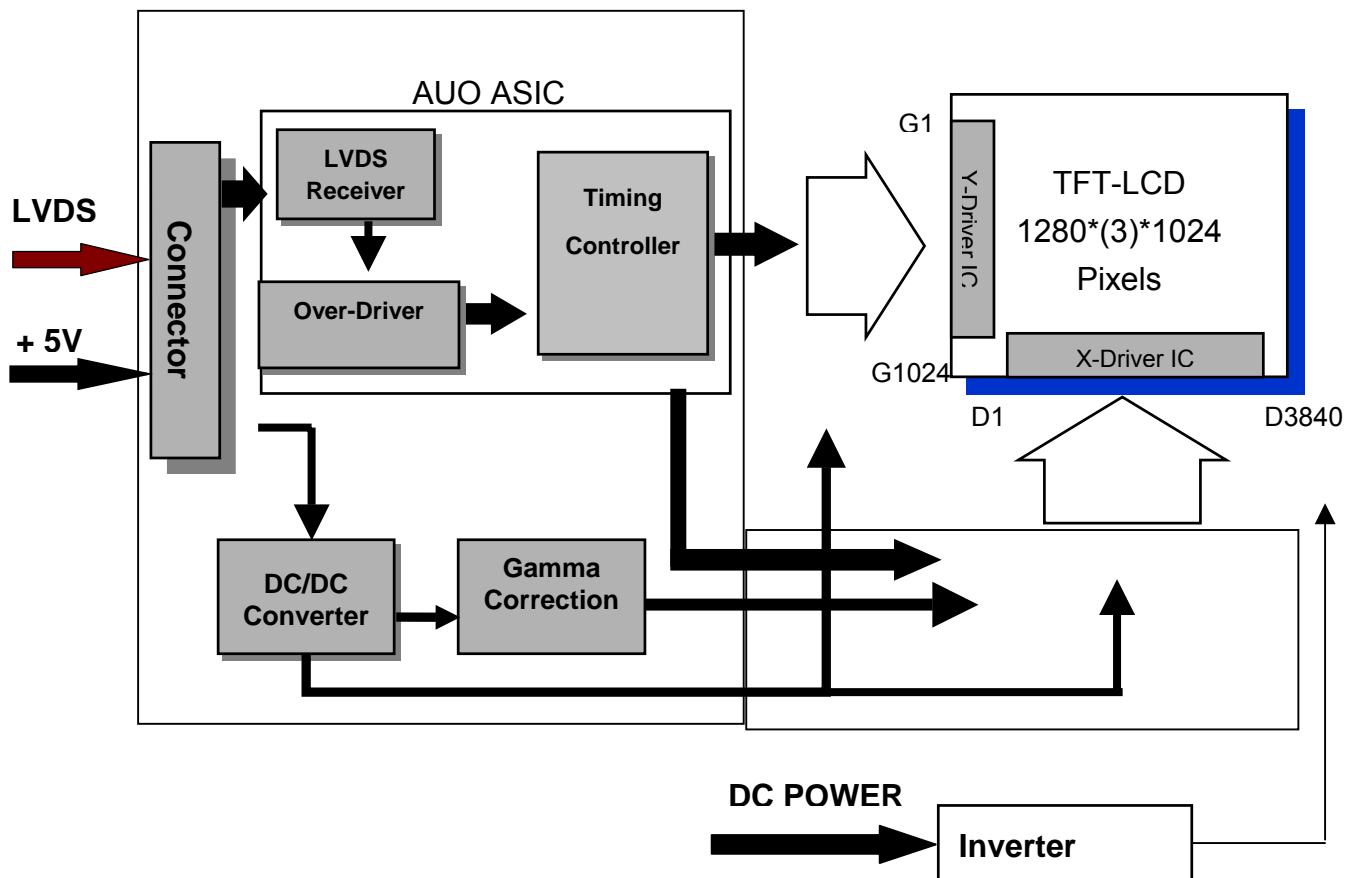 AUO ASIC
LVDS
Receiver
Timing
Controller
Over-Driver
Connector
LVDS
+ 5V
DC/DC
Converter
Gamma
Correction
G1
Y-Driver IC
TFT-LCD
1280*(3)*1024
Pixels
X-Driver IC
G1024
D1
D3840
DC POWER
Inverter